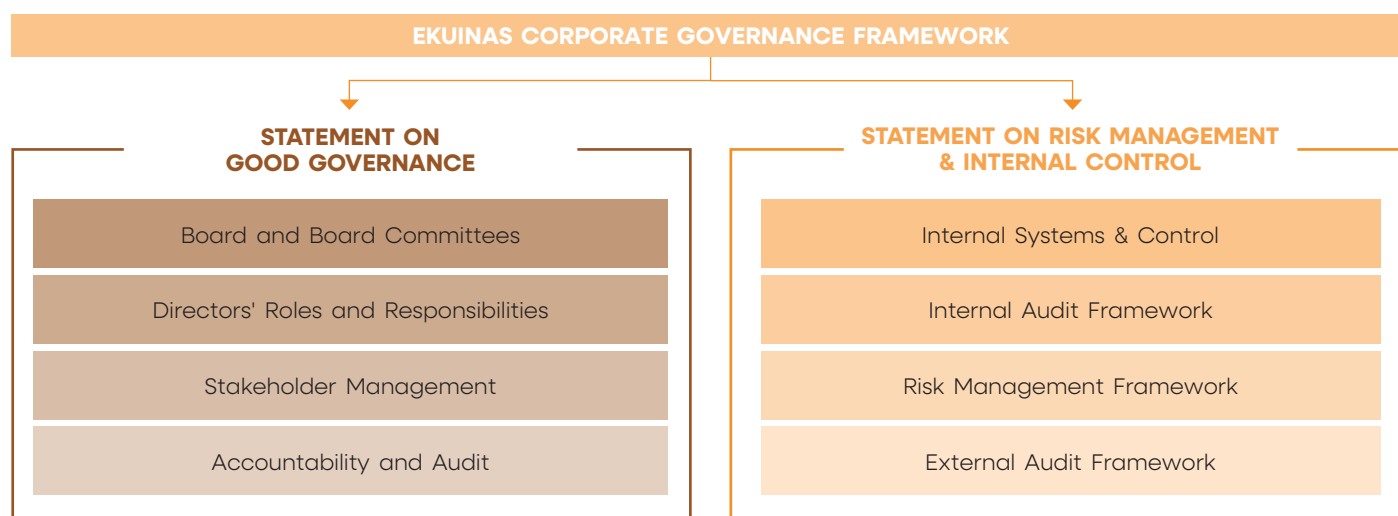 EKUINAS CORPORATE GOVERNANCE FRAMEWORK
STATEMENT ON
GOOD GOVERNANCE
Board and Board Committees
Directors' Roles and Responsibilities
Stakeholder Management
Accountability and Audit
STATEMENT ON RISK MANAGEMENT
& INTERNAL CONTROL
Internal Systems & Control
Internal Audit Framework
Risk Management Framework
External Audit Framework